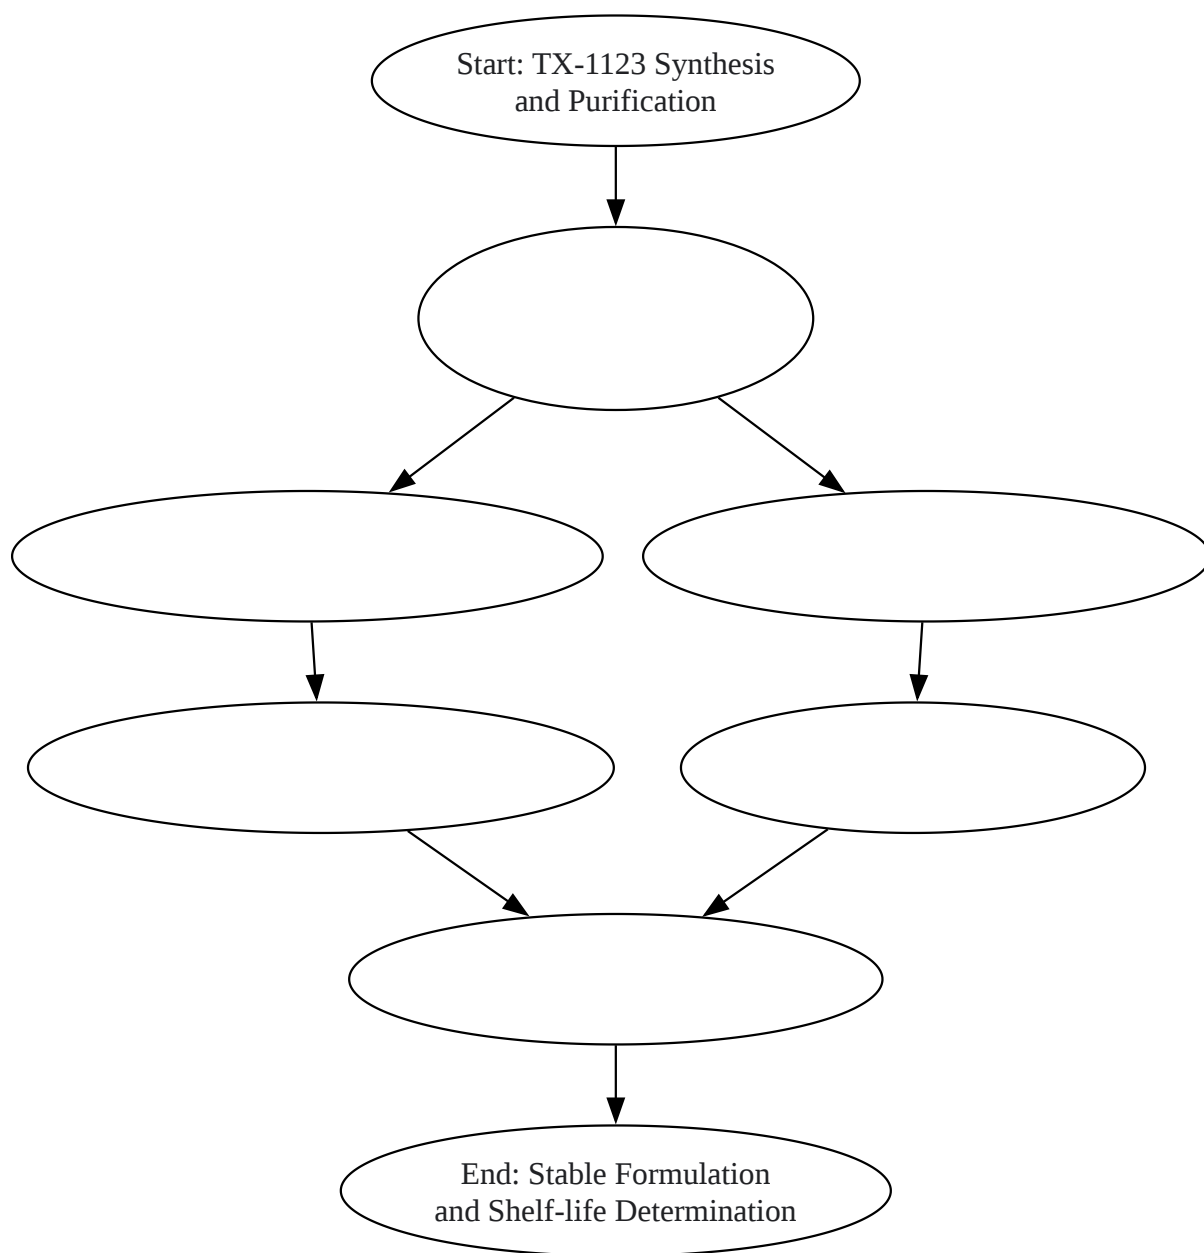 Start: TX-1123 Synthesis
and Purification
End: Stable Formulation
and Shelf-life Determination